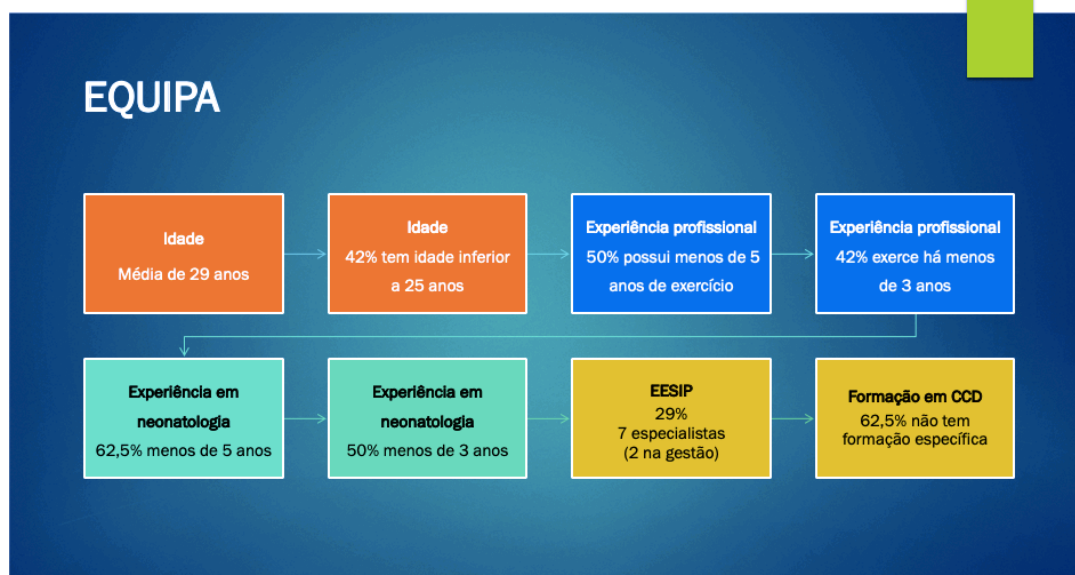 EQUIPA
Idade
Média de 29 anos
Idade
42% tem idade inferior
a 25 anos
Experiência profissional
50% possui menos de 5
anos de exercício
Experiência profissional
42% exerce há menos
de 3 anos
Experiência em
neonatologia
62,5% menos de 5 anos
Experiência em
neonatologia
50% menos de 3 anos
EESIP
29%
7 especialistas
(2 na gestão)
Formação em CCD
62,5% não tem
formação específica